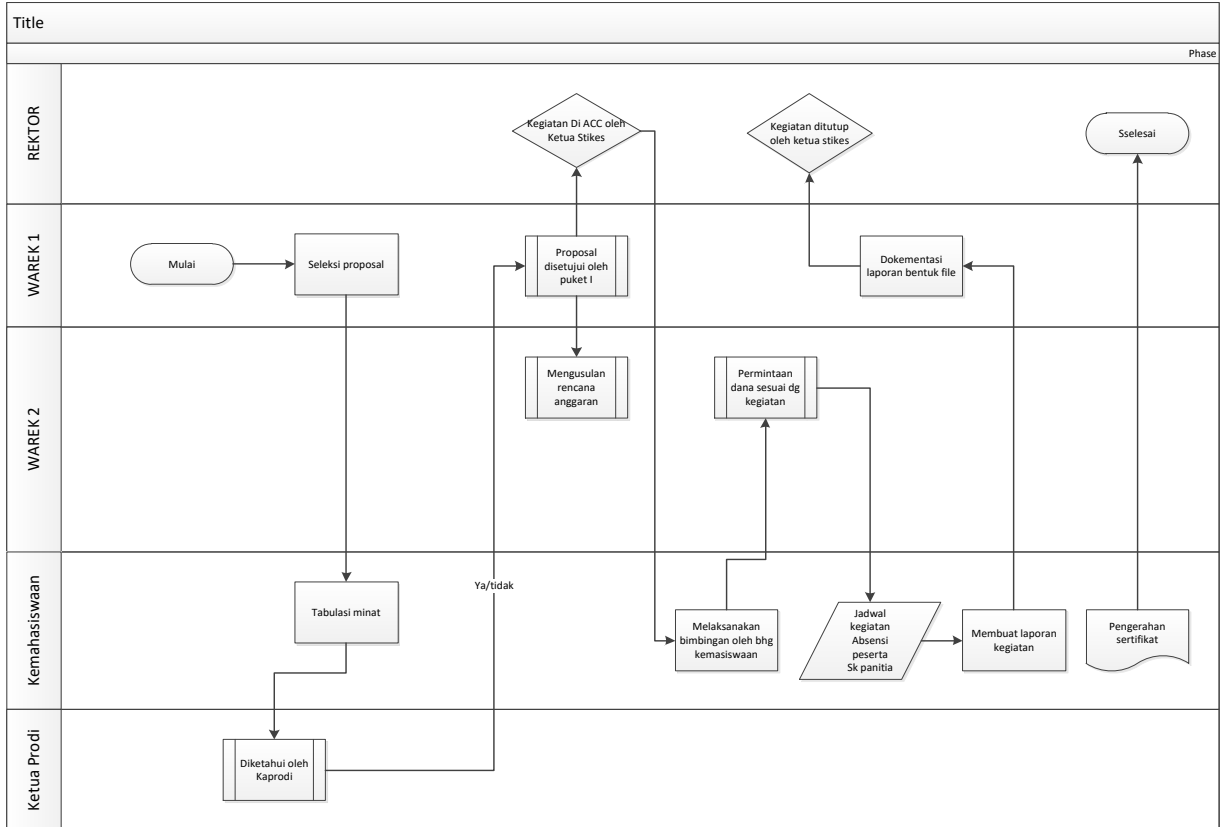 Title
Phase
REKTOR
Kegiatan Di ACC oleh
Ketua Stikes
Kegiatan ditutup
oleh ketua stikes
Sselesai
WAREK 1
Mulai
Seleksi proposal
Proposal
disetujui oleh
puket I
Dokementasi
laporan bentuk file
WAREK 2
Mengusulan
rencana
anggaran
Permintaan
dana sesuai dg
kegiatan
Kemahasiswaan
Ya/tidak
Tabulasi minat
Melaksanakan
bimbingan oleh bhg
kemasiswaan
Jadwal
kegiatan
Absensi
peserta
Sk panitia
Membuat laporan
kegiatan
Pengerahan
sertifikat
Ketua Prodi
Diketahui oleh
Kaprodi